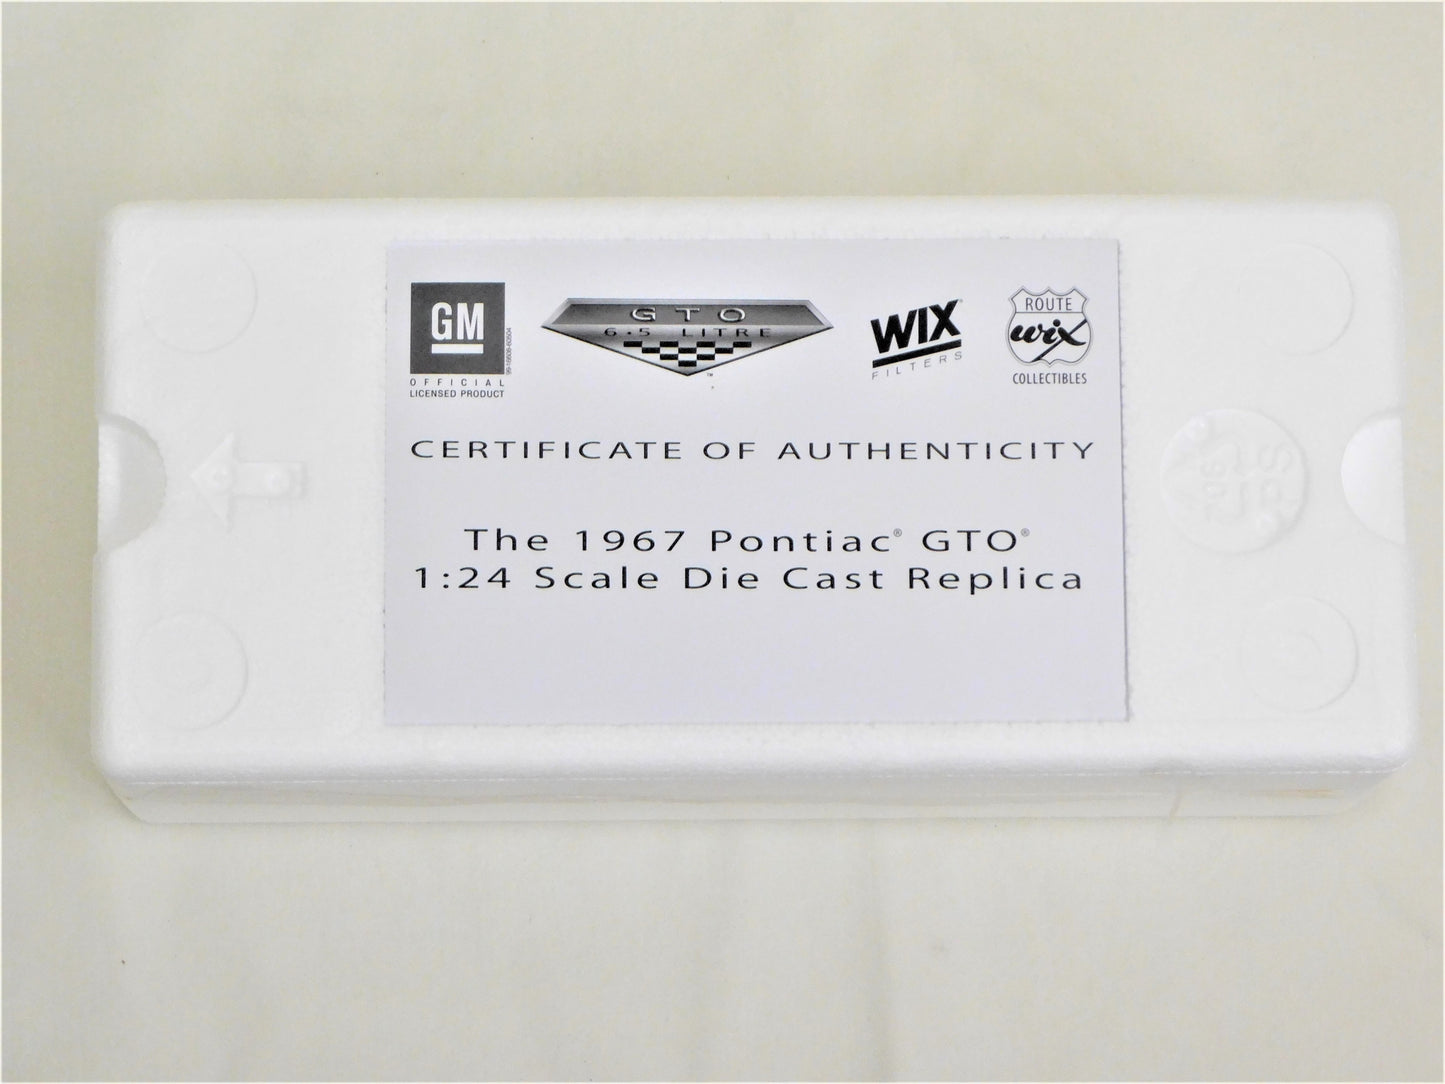 GM
OFFICIAL
LICENSED PRODUCT
GTO
6.5 LITRE
™
WIX
FILTERS
ROUTE
wix
COLLECTIBLES
CERTIFICATE OF AUTHENTICITY
The 1967 Pontiac® GTO®
1:24 Scale Die Cast Replica